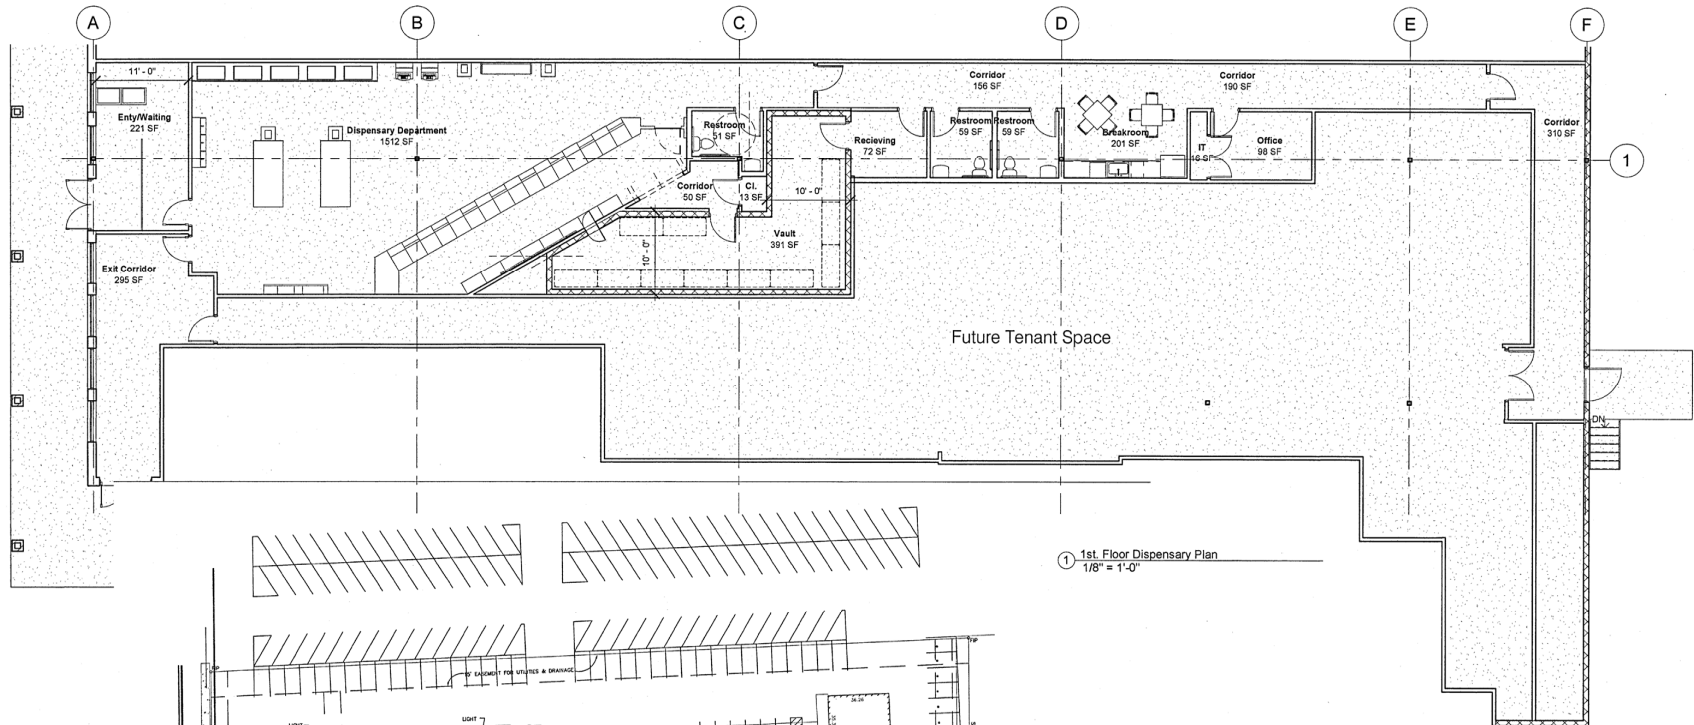 A
B
C
D
E
F
11' - 0"
Enty/Waiting
221 SF
Dispensary Department
1512 SF
Restroom
51 SF
Corridor
156 SF
Corridor
190 SF
Corridor
310 SF
Recieving
72 SF
Restroom
59 SF
Restroom
59 SF
Breakroom
201 SF
IT
16 SF
Office
98 SF
1
Corridor
50 SF
Cl.
13 SF
10' - 0"
Vault
391 SF
10' - 0"
Exit Corridor
295 SF
Future Tenant Space
DN
1
1st. Floor Dispensary Plan
1/8" = 1'-0"
15' EASEMENT FOR UTILITIES & DRAINAGE
LIGHT